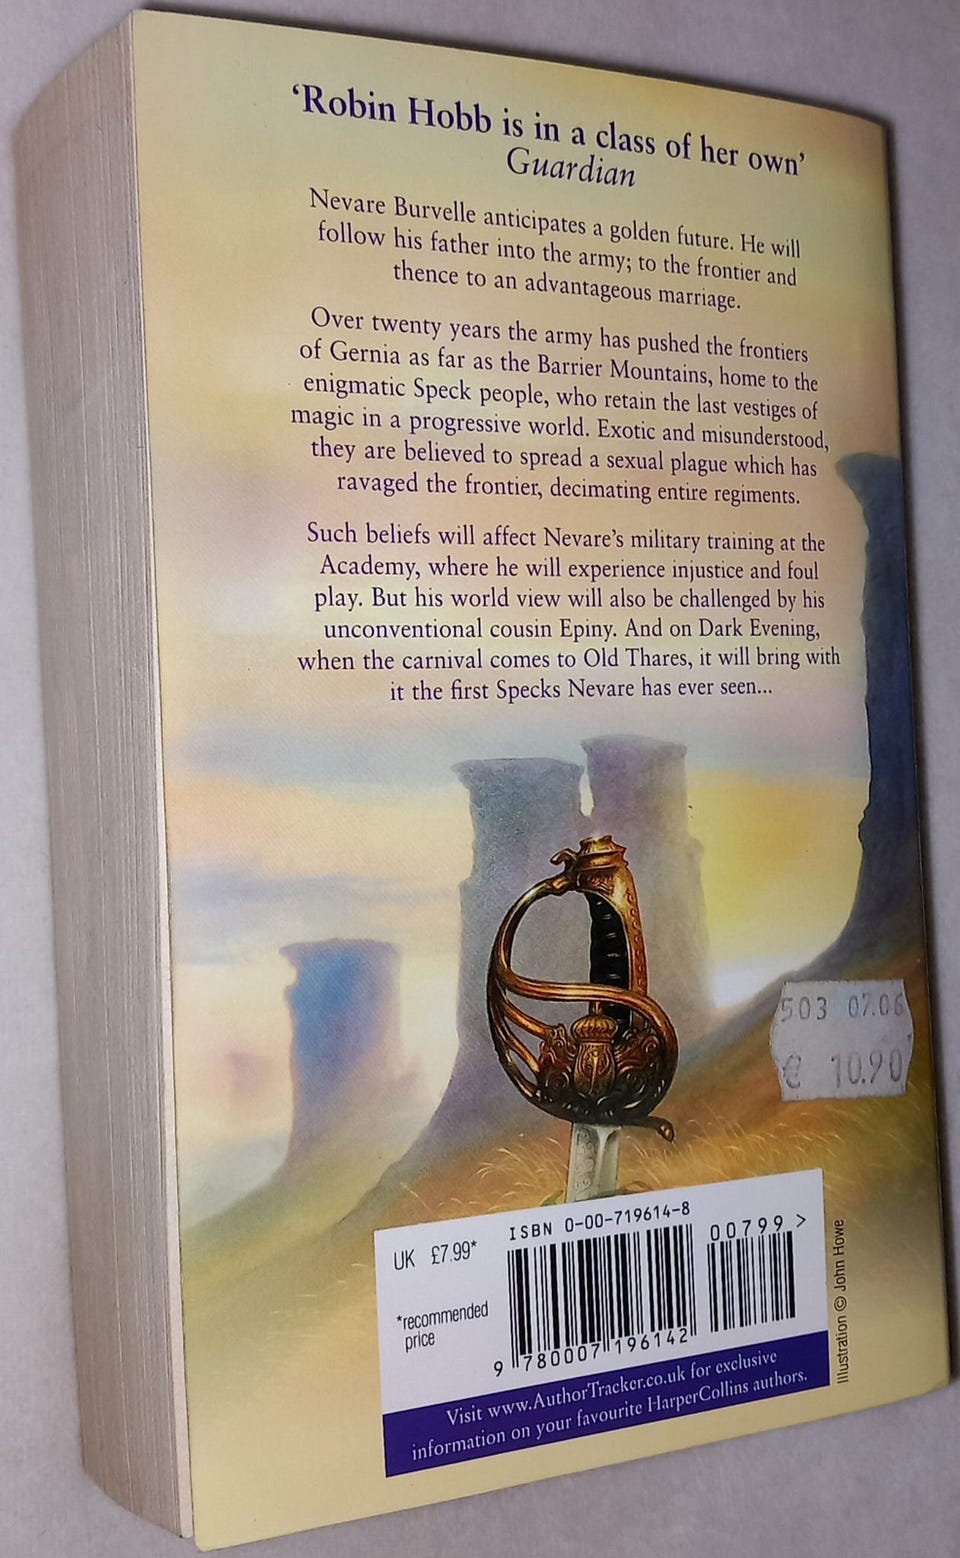 ‘Robin Hobb is in a class of her own’
Guardian
Nevare Burvelle anticipates a golden future. He will
follow his father into the army; to the frontier and
thence to an advantageous marriage.
Over twenty years the army has pushed the frontiers
of Gernia as far as the Barrier Mountains, home to the
enigmatic Speck people, who retain the last vestiges of
magic in a progressive world. Exotic and misunderstood,
they are believed to spread a sexual plague which has
ravaged the frontier, decimating entire regiments.
Such beliefs will affect Nevare’s military training at the
Academy, where he will experience injustice and foul
play. But his world view will also be challenged by his
unconventional cousin Epiny. And on Dark Evening,
when the carnival comes to Old Thares, it will bring with
it the first Specks Nevare has ever seen...
503 07.06
€ 10.90
ISBN 0-00-719614-8
00799 >
UK £7.99*
*recommended
price
9 780007 196142
Illustration © John Howe
Visit www.AuthorTracker.co.uk for exclusive
information on your favourite HarperCollins authors.